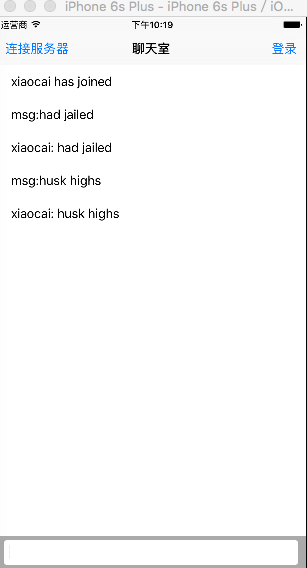 iPhone 6s Plus - iPhone 6s Plus / iO...
运营商 下午10:19
连接服务器 聊天室 登录
xiaocai has joined
msg:had jailed
xiaocai: had jailed
msg:husk highs
xiaocai: husk highs